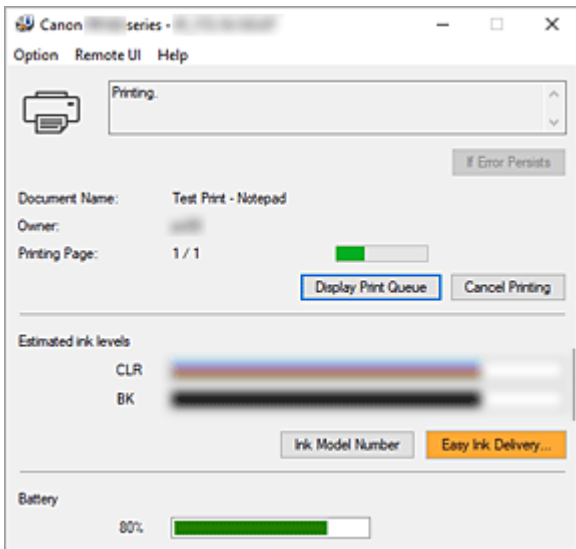 Canon series -
Option Remote UI Help
Printing.
If Error Persists
Document Name: Test Print - Notepad
Owner:
Printing Page: 1 / 1
Display Print Queue Cancel Printing
Estimated ink levels
CLR
BK
Ink Model Number Easy Ink Delivery...
Battery
80%